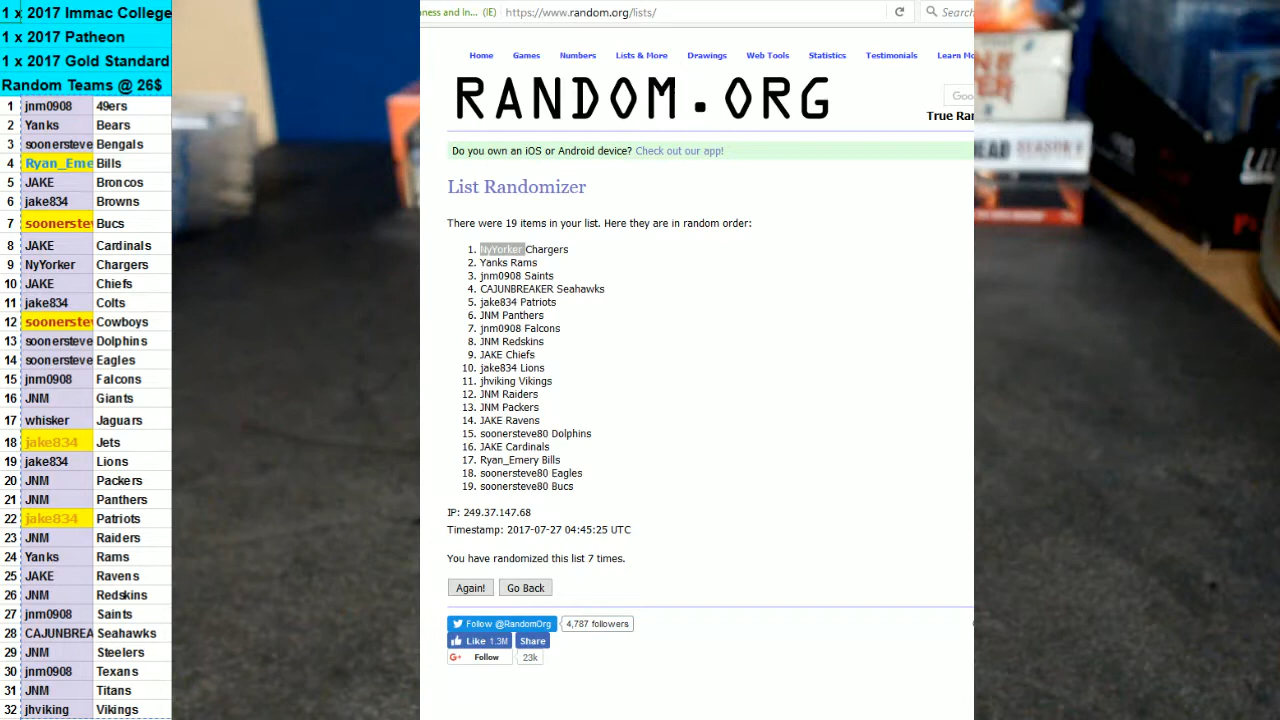 1 x 2017 Immac College
1 x 2017 Patheon
1 x 2017 Gold Standard
Random Teams @ 26$
1 jnm0908 49ers
2 Yanks Bears
3 soonersteve Bengals
4 Ryan_Eme Bills
5 JAKE Broncos
6 jake834 Browns
7 soonerstev Bucs
8 JAKE Cardinals
9 NyYorker Chargers
10 JAKE Chiefs
11 jake834 Colts
12 soonerstev Cowboys
13 soonersteve Dolphins
14 soonersteve Eagles
15 jnm0908 Falcons
16 JNM Giants
17 whisker Jaguars
18 jake834 Jets
19 jake834 Lions
20 JNM Packers
21 JNM Panthers
22 jake834 Patriots
23 JNM Raiders
24 Yanks Rams
25 JAKE Ravens
26 JNM Redskins
27 jnm0908 Saints
28 CAJUNBREA Seahawks
29 JNM Steelers
30 jnm0908 Texans
31 JNM Titans
32 jhviking Vikings
ness and In... (IE) https://www.random.org/lists/ Search
Home Games Numbers Lists & More Drawings Web Tools Statistics Testimonials Learn Mo
RANDOM.ORG
Goo
True Ran
Do you own an iOS or Android device? Check out our app!
List Randomizer
There were 19 items in your list. Here they are in random order:
1. NyYorker Chargers
2. Yanks Rams
3. jnm0908 Saints
4. CAJUNBREAKER Seahawks
5. jake834 Patriots
6. JNM Panthers
7. jnm0908 Falcons
8. JNM Redskins
9. JAKE Chiefs
10. jake834 Lions
11. jhviking Vikings
12. JNM Raiders
13. JNM Packers
14. JAKE Ravens
15. soonersteve80 Dolphins
16. JAKE Cardinals
17. Ryan_Emery Bills
18. soonersteve80 Eagles
19. soonersteve80 Bucs
IP: 249.37.147.68
Timestamp: 2017-07-27 04:45:25 UTC
You have randomized this list 7 times.
Again! Go Back
Follow @RandomOrg 4,787 followers
Like 1.3M Share
G+ Follow 23k